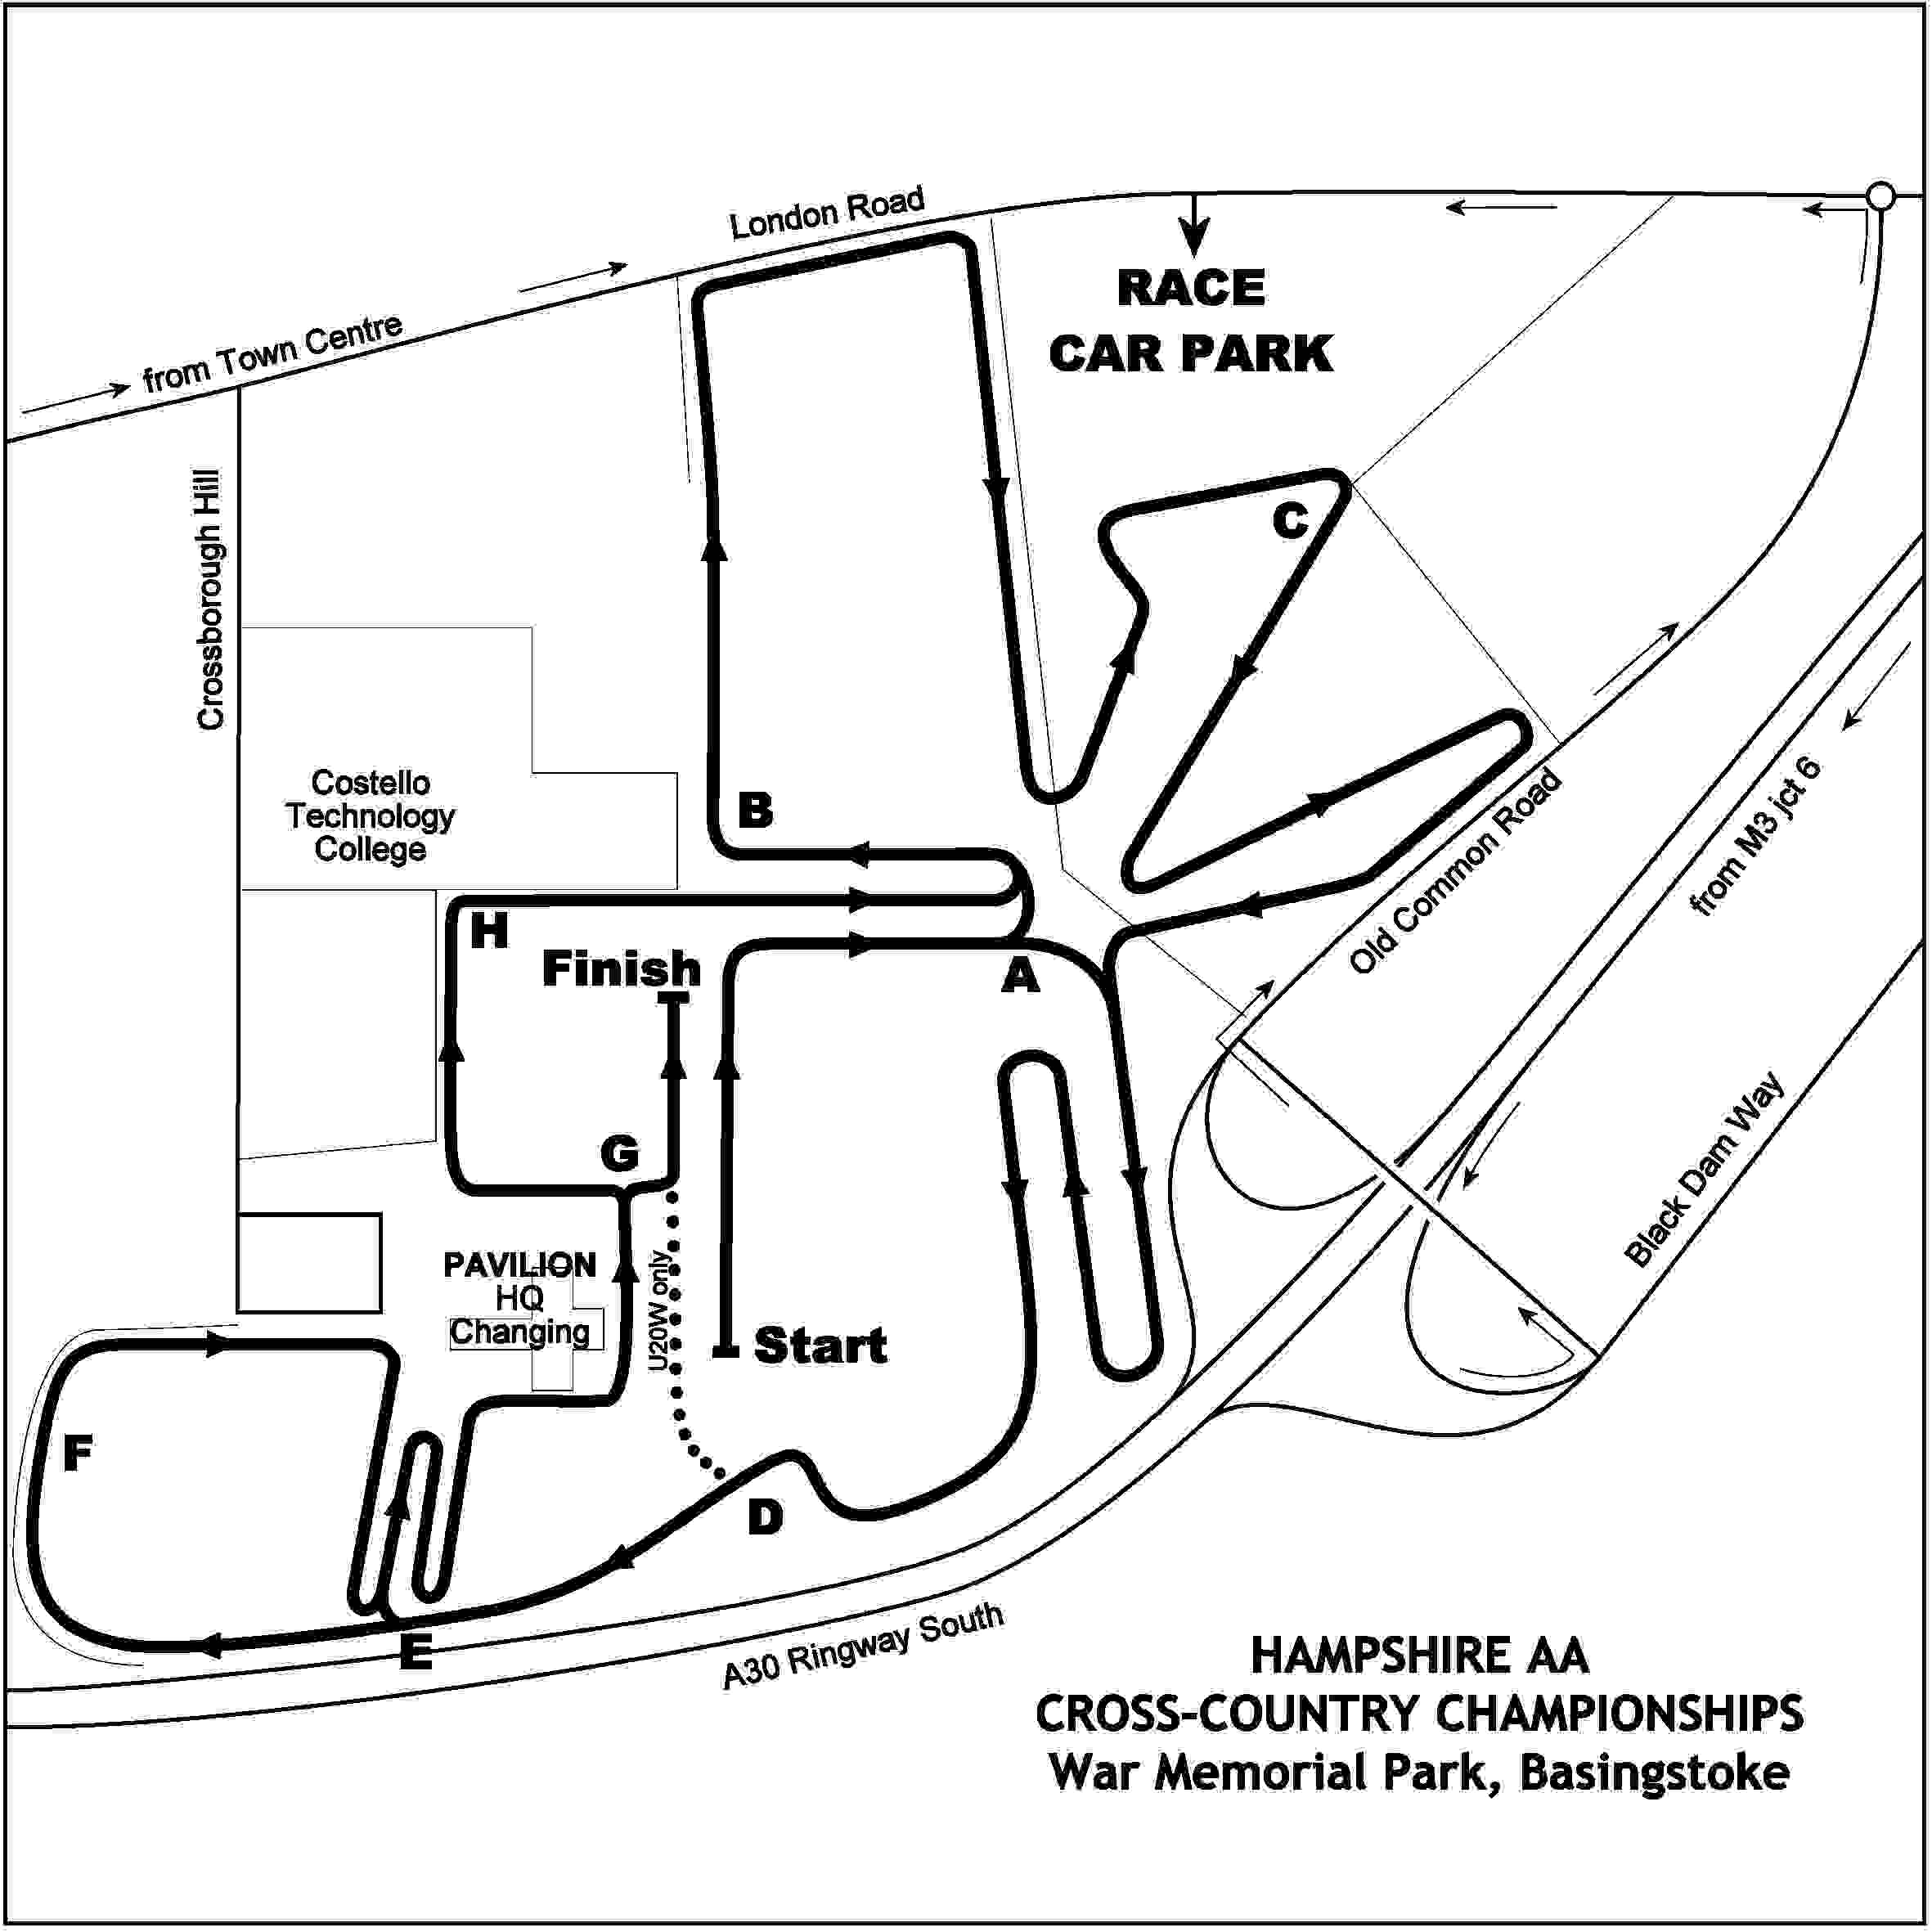 London Road
from Town Centre
RACE
CAR PARK
Crossborough Hill
C
Costello
Technology
College
B
from M3 jct 6
Old Common Road
H
Finish
A
Black Dam Way
G
PAVILION
HQ
Changing
U20W only
Start
F
D
E
A30 Ringway South
HAMPSHIRE AA
CROSS-COUNTRY CHAMPIONSHIPS
War Memorial Park, Basingstoke